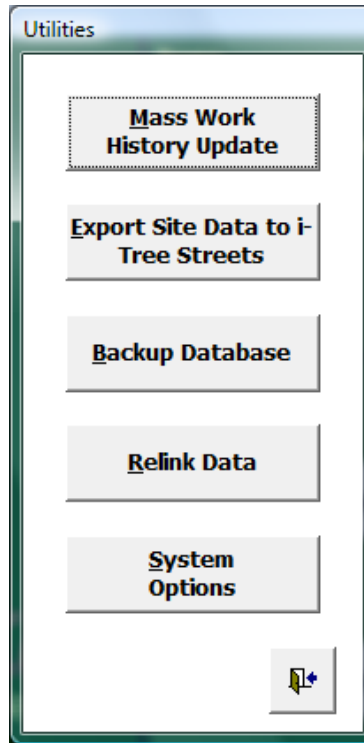 Utilities
Mass Work
History Update
Export Site Data to i-
Tree Streets
Backup Database
Relink Data
System
Options